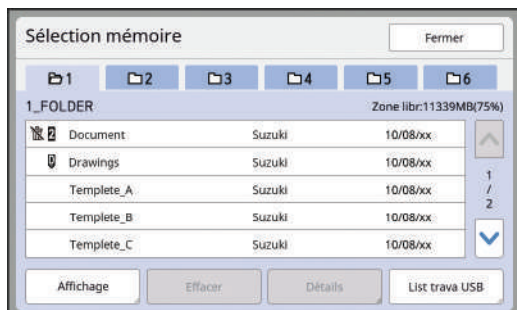 Sélection mémoire
Fermer
1
2
3
4
5
6
1_FOLDER
Zone libr:11339MB(75%)
2 Document Suzuki 10/08/xx
Drawings Suzuki 10/08/xx
Templete_A Suzuki 10/08/xx
Templete_B Suzuki 10/08/xx
Templete_C Suzuki 10/08/xx
1
/
2
Affichage
Effacer
Détails
List trava USB